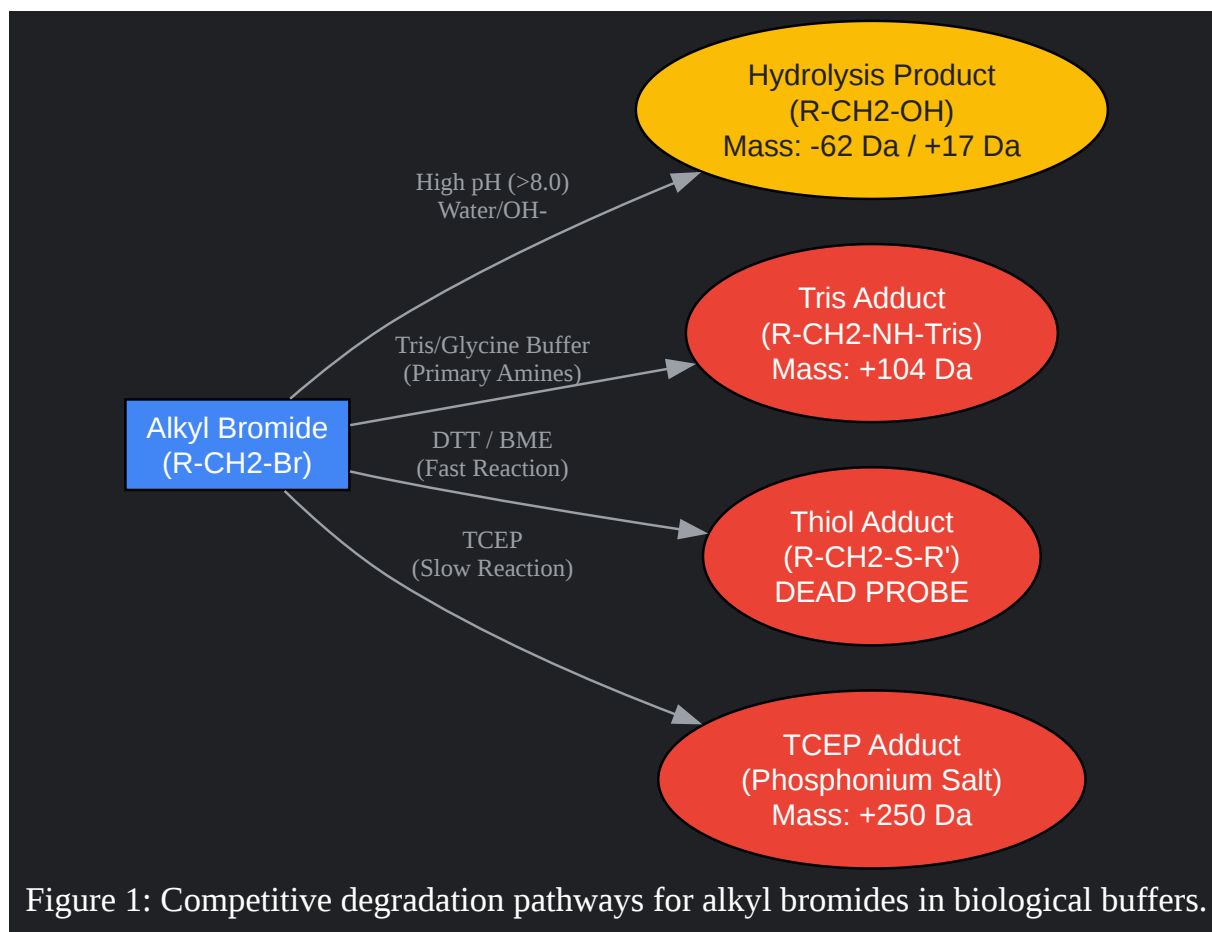 Hydrolysis Product
(R-CH2-OH)
Mass: -62 Da / +17 Da
High pH (>8.0)
Water/OH-
Tris Adduct
(R-CH2-NH-Tris)
Mass: +104 Da
Tris/Glycine Buffer
(Primary Amines)
Alkyl Bromide
(R-CH2-Br)
DTT / BME
(Fast Reaction)
Thiol Adduct
(R-CH2-S-R')
DEAD PROBE
TCEP
(Slow Reaction)
TCEP Adduct
(Phosphonium Salt)
Mass: +250 Da
Figure 1: Competitive degradation pathways for alkyl bromides in biological buffers.